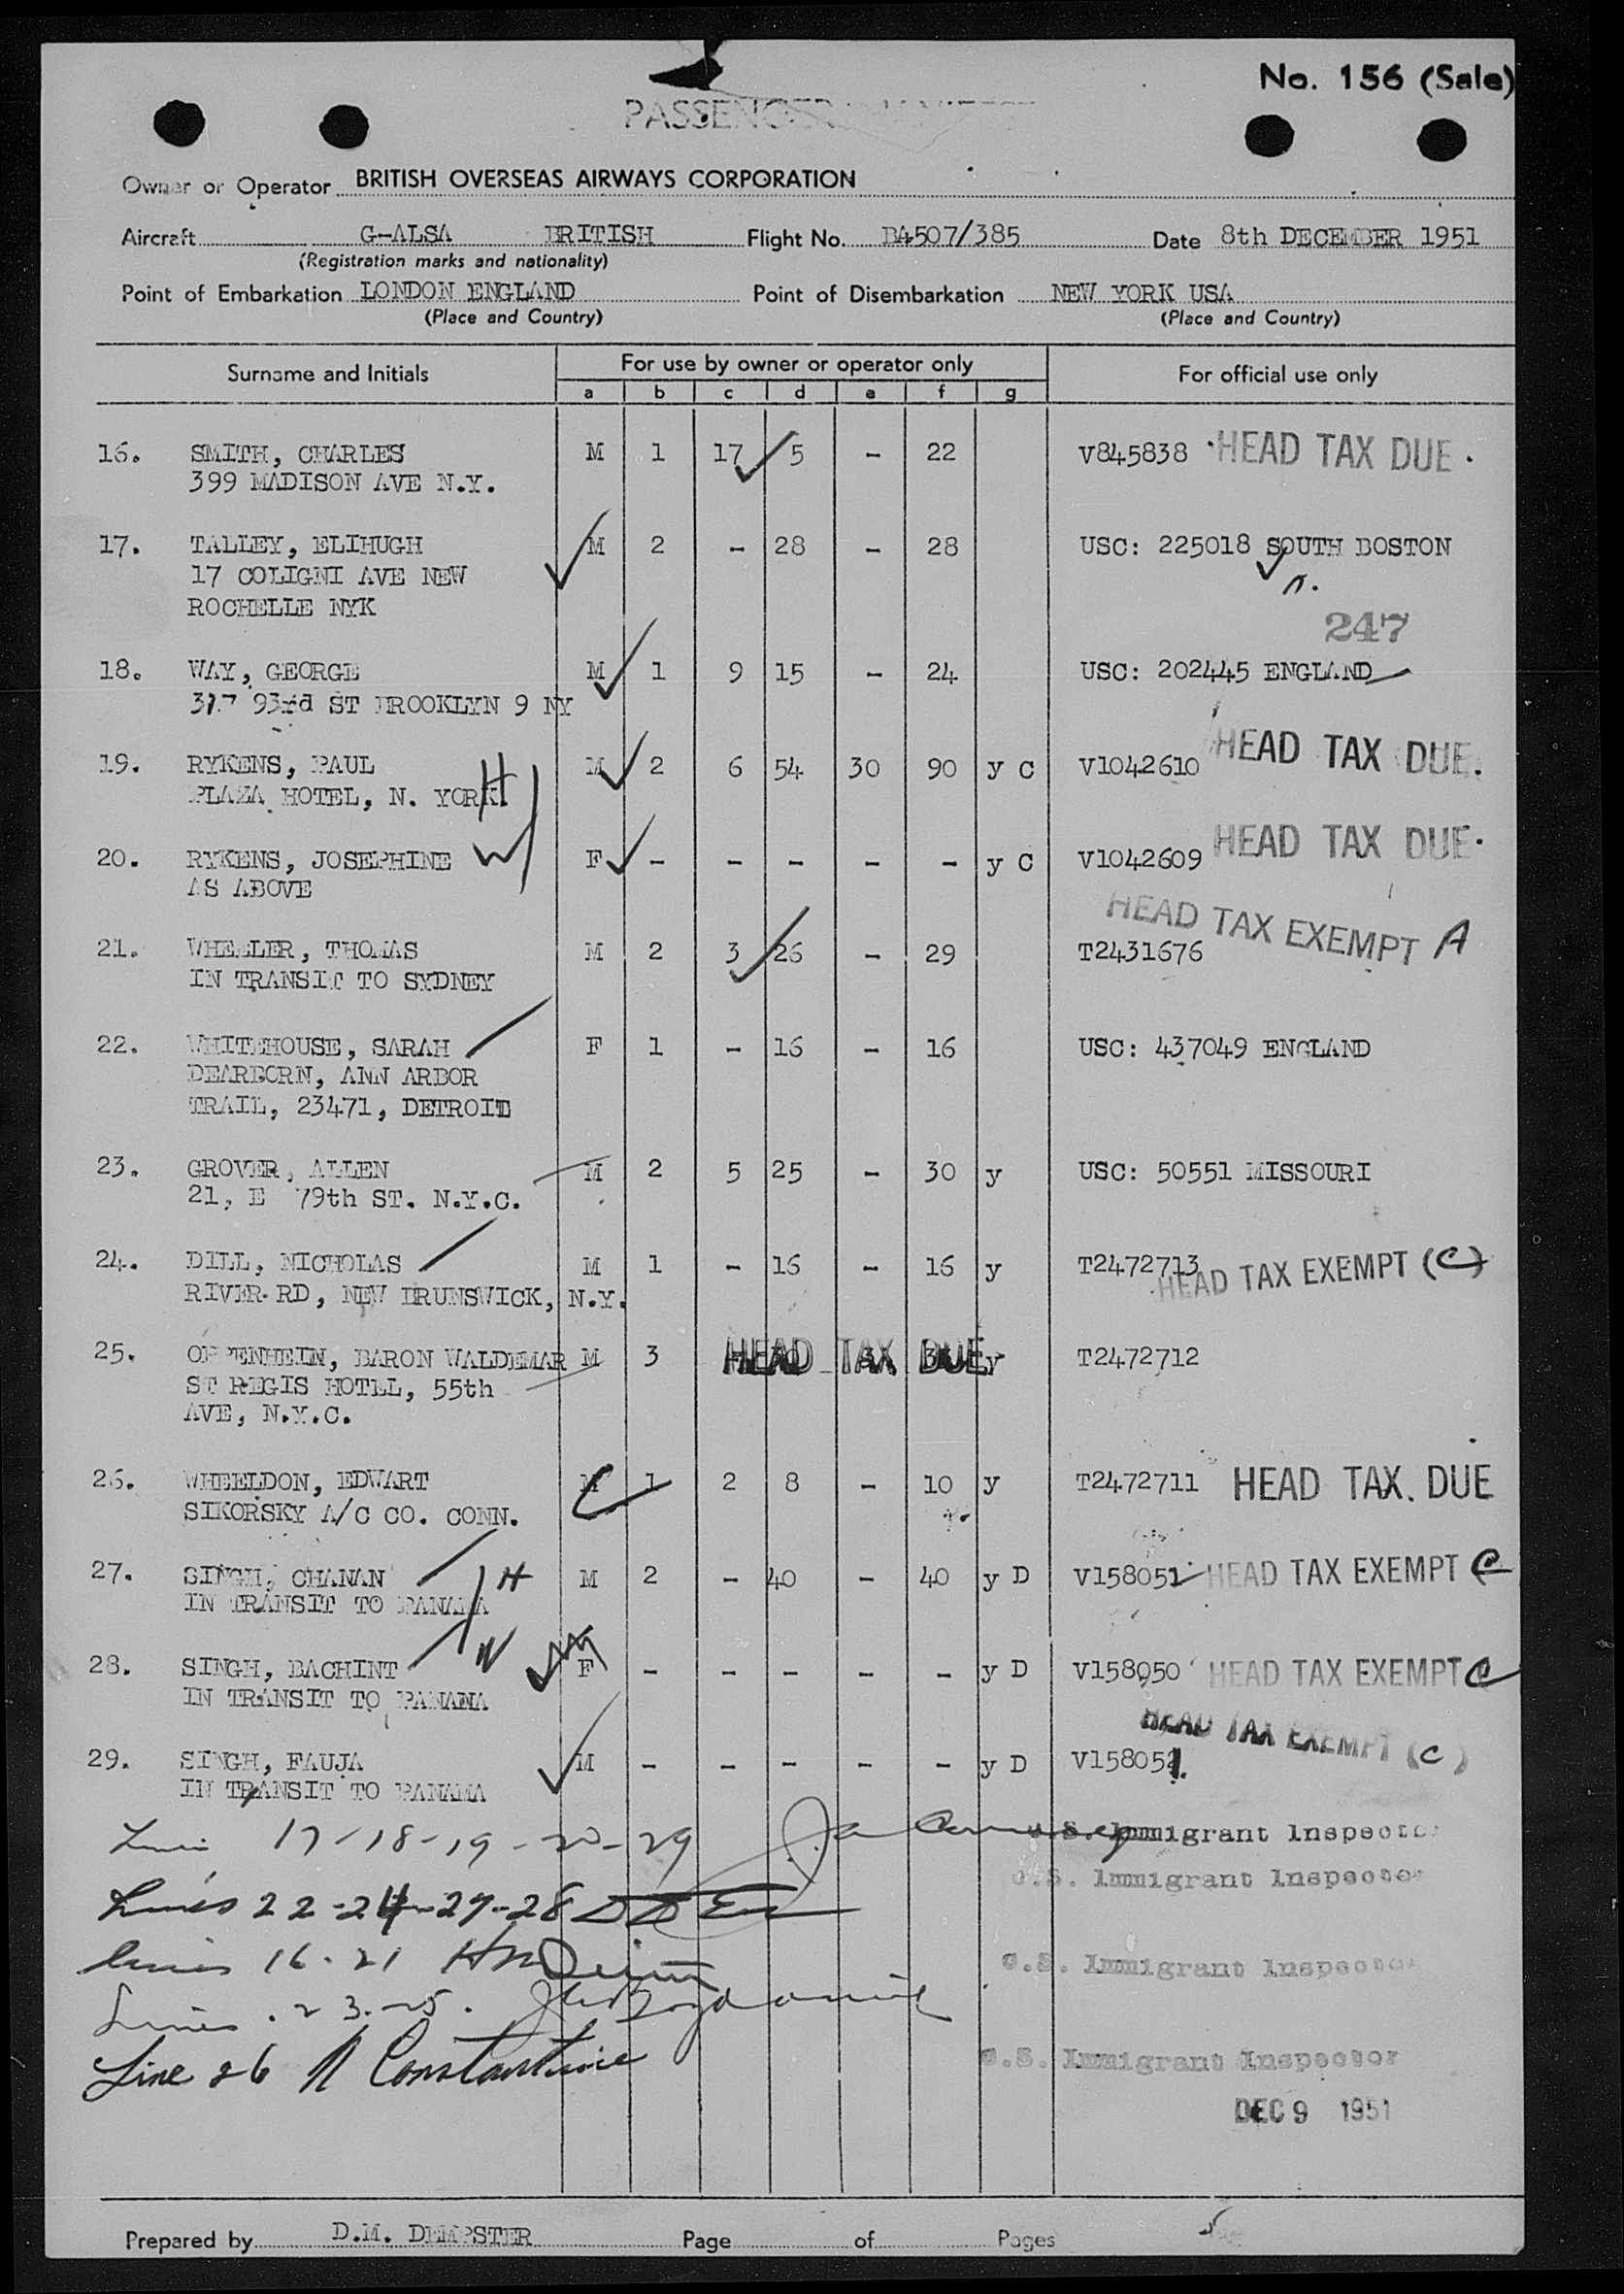 No. 156 (Sale)
PASSENGER MANIFEST
Owner or Operator BRITISH OVERSEAS AIRWAYS CORPORATION
Aircraft G-ALSA BRITISH Flight No. BA507/385 Date 8th DECEMBER 1951
(Registration marks and nationality)
Point of Embarkation LONDON ENGLAND Point of Disembarkation NEW YORK USA
(Place and Country) (Place and Country)
Surname and Initials For use by owner or operator only For official use only
a b c d e f g
16. SMITH, CHARLES M 1 17 5 - 22 V845838 HEAD TAX DUE.
399 MADISON AVE N.Y.
17. TALLEY, ELIHUGH M 2 - 28 - 28 USC: 225018 SOUTH BOSTON
17 COLIGNI AVE NEW
ROCHELLE NYK
247
18. WAY, GEORGE M 1 9 15 - 24 USC: 202445 ENGLAND
317 93rd ST BROOKLYN 9 NY
19. RYKENS, PAUL M 2 6 54 30 90 y C V1042610 HEAD TAX DUE.
PLAZA HOTEL, N. YORK. H
20. RYKENS, JOSEPHINE W F - - - - - y C V1042609 HEAD TAX DUE.
AS ABOVE
HEAD TAX EXEMPT A
21. WHEELER, THOMAS M 2 3 26 - 29 T2431676
IN TRANSIT TO SYDNEY
22. WHITEHOUSE, SARAH F 1 - 16 - 16 USC: 437049 ENGLAND
DEARBORN, ANN ARBOR
TRAIL, 23471, DETROIT
23. GROVER, ALLEN M 2 5 25 - 30 y USC: 50551 MISSOURI
21, E 79th ST. N.Y.C.
24. DILL, NICHOLAS M 1 - 16 - 16 y T2472713 HEAD TAX EXEMPT (C)
RIVER RD, NEW BRUNSWICK, N.Y.
25. OPPENHEIN, BARON WALDEMAR M 3 HEAD TAX DUE y T2472712
ST REGIS HOTEL, 55th
AVE, N.Y.C.
26. WHEELDON, EDWART M 1 2 8 - 10 y T2472711 HEAD TAX. DUE
SIKORSKY A/C CO. CONN.
27. SINGH, CHANAN H M 2 - 40 - 40 y D V158051 HEAD TAX EXEMPT C
IN TRANSIT TO PANAMA
28. SINGH, BACHINT W F - - - - - y D V158050 HEAD TAX EXEMPT C
IN TRANSIT TO PANAMA
HEAD TAX EXEMPT (C)
29. SINGH, FAUJA M - - - - - y D V158051.
IN TRANSIT TO PANAMA
17-18-19-20-29 U.S. Immigrant Inspector
U.S. Immigrant Inspector
Lines 22-24-27-28
Lines 16-21 U.S. Immigrant Inspector
Lines. 23.-25.
Line 26 N Constantine U.S. Immigrant Inspector
DEC 9 1951
Prepared by D.M. DEMPSTER Page of Pages